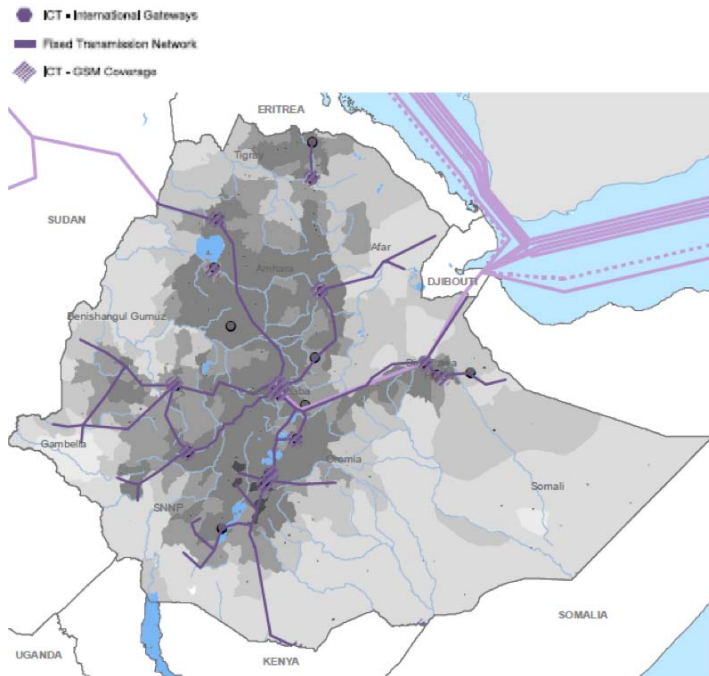 ICT - International Gateways
Fixed Transmission Network
ICT - GSM Coverage
ERITREA
Tigray
SUDAN
Afar
Amhara
DJIBOUTI
Benishangul Gumuz
Gambella
Oromia
Somali
SNNP
SOMALIA
UGANDA
KENYA